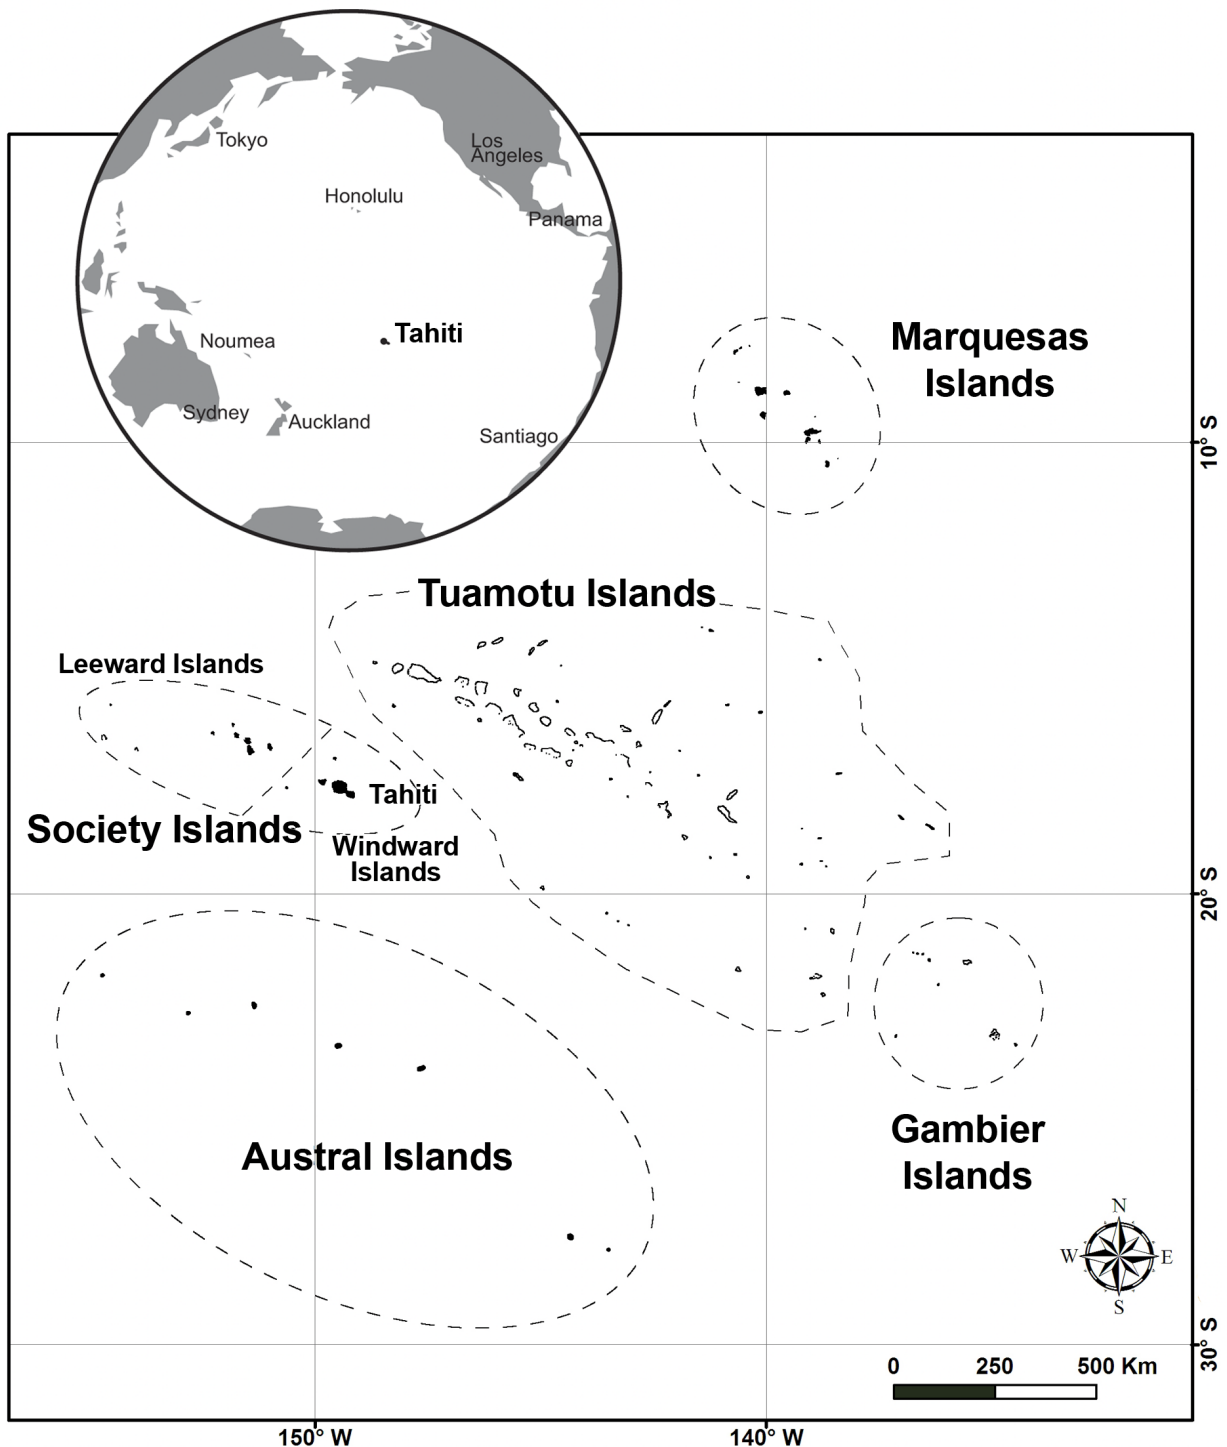 Tokyo
Los
Angeles
Honolulu
Panama
Noumea
Tahiti
Sydney
Auckland
Santiago
Marquesas
Islands
10° S
Tuamotu Islands
Leeward Islands
Tahiti
Society Islands
Windward
Islands
20° S
Austral Islands
Gambier
Islands
N
W
E
S
30° S
0
250
500 Km
150° W
140° W